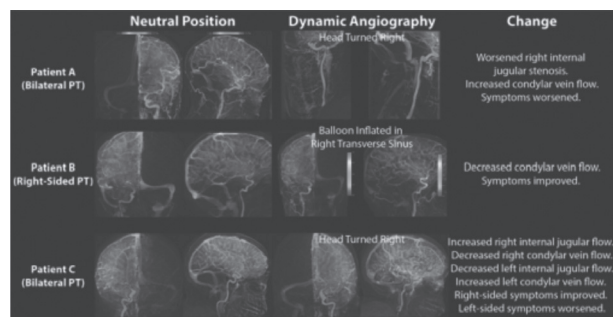 Neutral Position
Dynamic Angiography
Change
Patient A
(Bilateral PT)
Head Turned Right
Worsened right internal
jugular stenosis.
Increased condylar vein flow.
Symptoms worsened.
Patient B
(Right-Sided PT)
Balloon Inflated in
Right Transverse Sinus
Decreased condylar vein flow.
Symptoms improved.
Patient C
(Bilateral PT)
Head Turned Right
Increased right internal jugular flow.
Decreased right condylar vein flow.
Decreased left internal jugular flow.
Increased left condylar vein flow.
Right-sided symptoms improved.
Left-sided symptoms worsened.